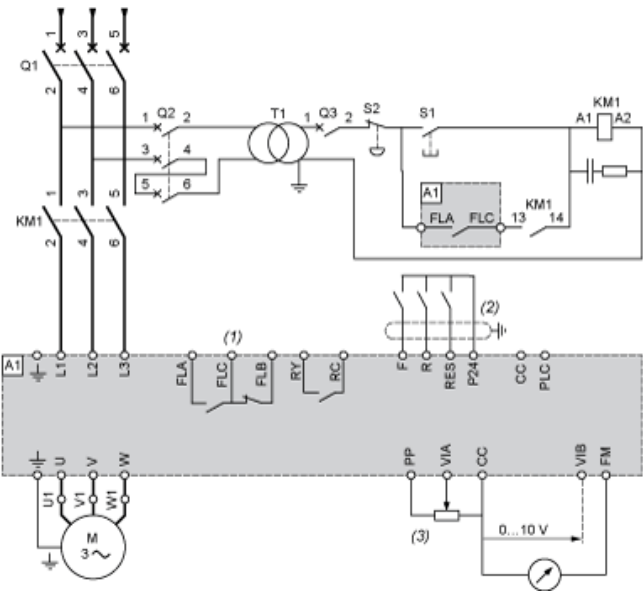 1 3 5
Q1
2 4 6
1 Q2 2
3 4
5 6
T1
1 Q3 2
S2
S1
KM1
A1 A2
A1
FLA FLC
KM1
13 14
1 3 5
KM1
2 4 6
(1)
(2)
A1
L1 L2 L3
FLA FLC FLB RY RC
F R RES P24 CC PLC
U V W
PP VIA CC VIB FM
U1 V1 W1
M
3
(3)
0...10 V